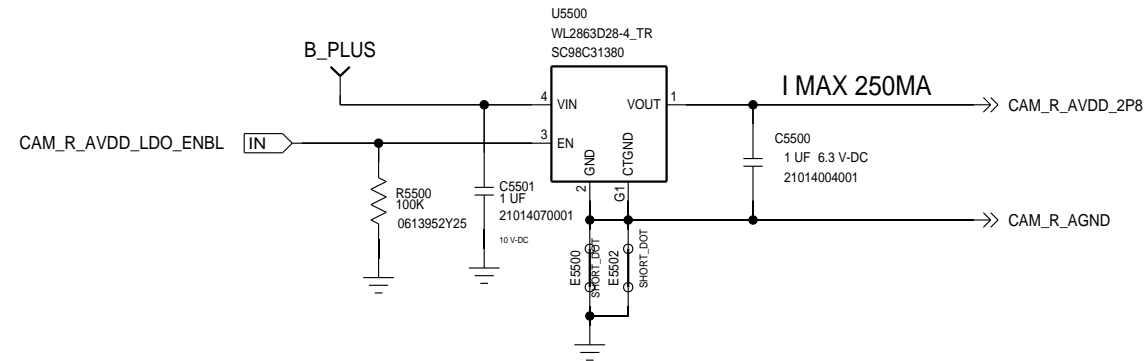 U5500
WL2863D28-4_TR
SC98C31380
B_PLUS
I MAX 250MA
4 VIN VOUT 1
CAM_R_AVDD_2P8
CAM_R_AVDD_LDO_ENBL IN
3 EN
GND
CTGND
2
G1
C5500
1 UF 6.3 V-DC
21014004001
R5500
100K
0613952Y25
C5501
1 UF
21014070001
10 V-DC
CAM_R_AGND
E5500
SHORT_DOT
E5502
SHORT_DOT